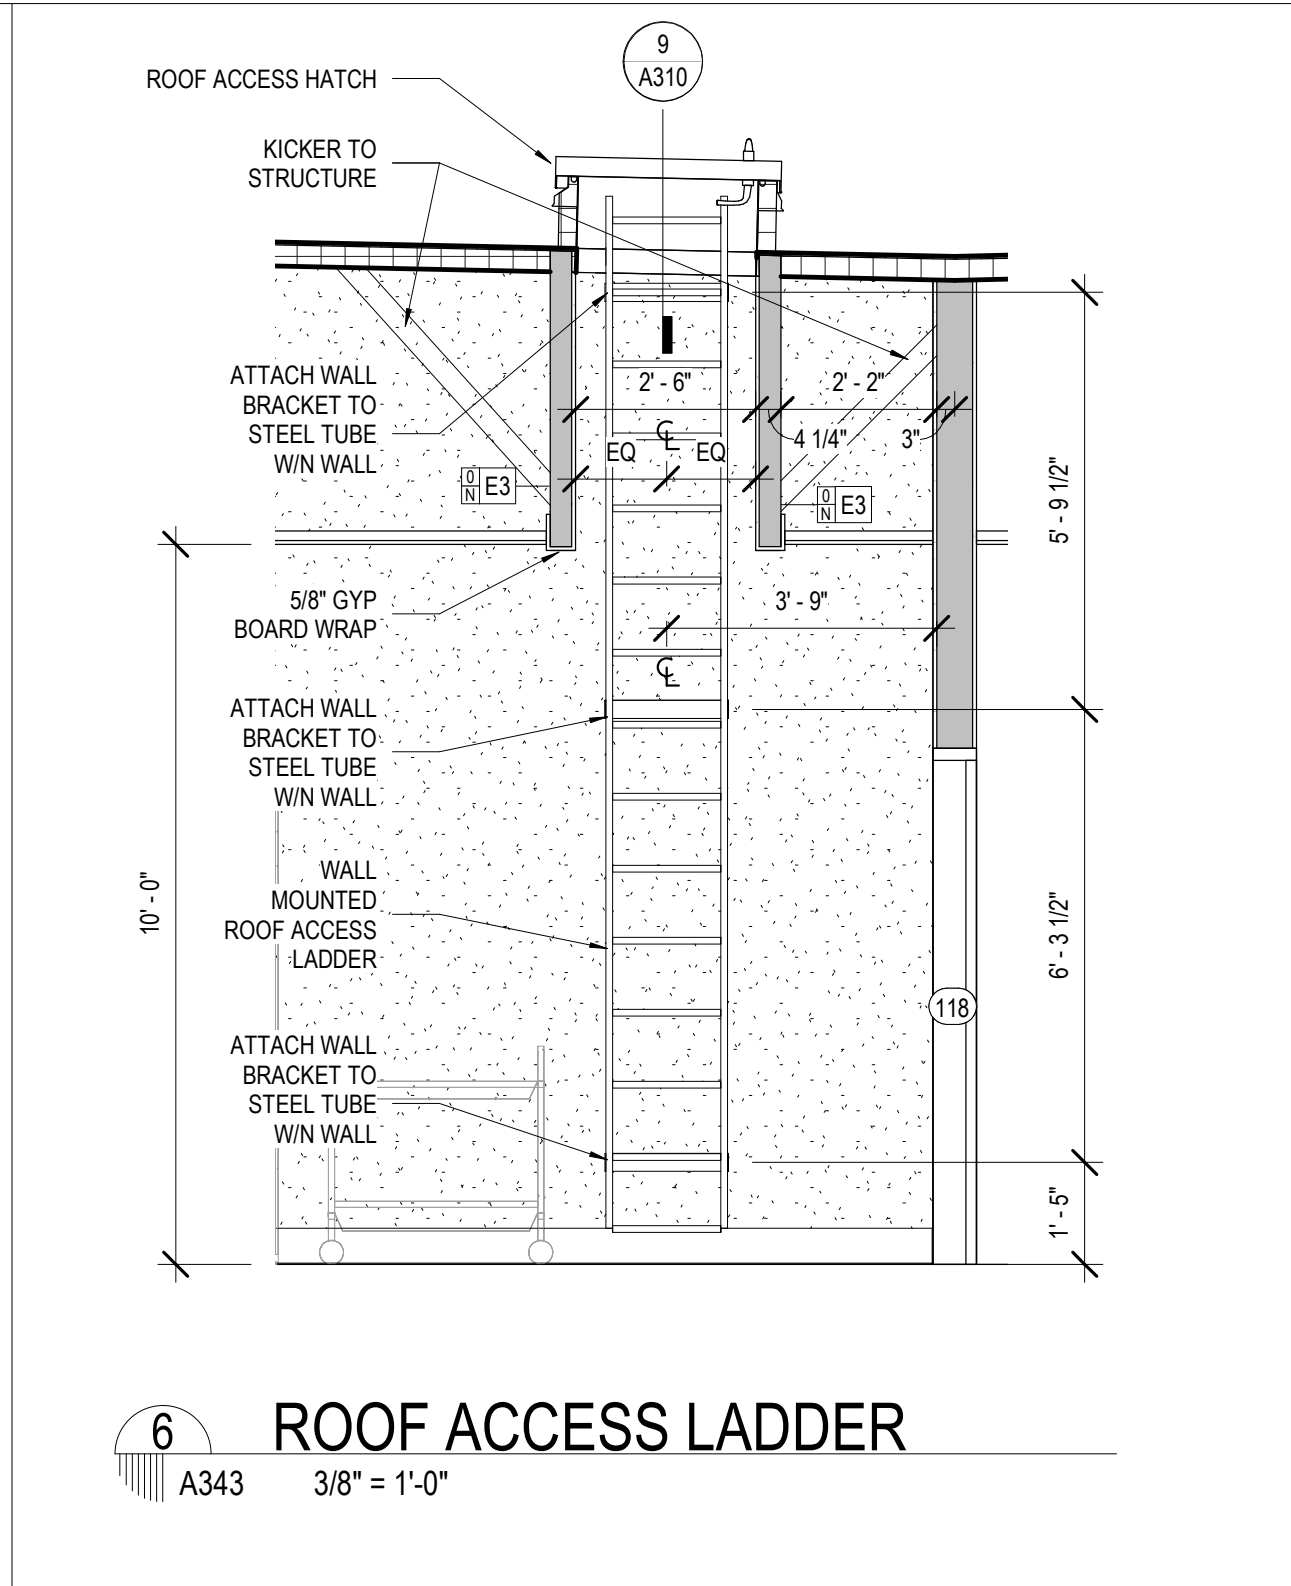 9
A310
ROOF ACCESS HATCH
KICKER TO
STRUCTURE
ATTACH WALL
BRACKET TO
STEEL TUBE
W/N WALL
2' - 6"
2' - 2"
4 1/4"
3"
EQ
CL
EQ
0
N
E3
0
N
E3
5' - 9 1/2"
5/8" GYP
BOARD WRAP
3' - 9"
CL
ATTACH WALL
BRACKET TO
STEEL TUBE
W/N WALL
10' - 0"
WALL
MOUNTED
ROOF ACCESS
LADDER
6' - 3 1/2"
118
ATTACH WALL
BRACKET TO
STEEL TUBE
W/N WALL
1' - 5"
6
ROOF ACCESS LADDER
A343
3/8" = 1'-0"